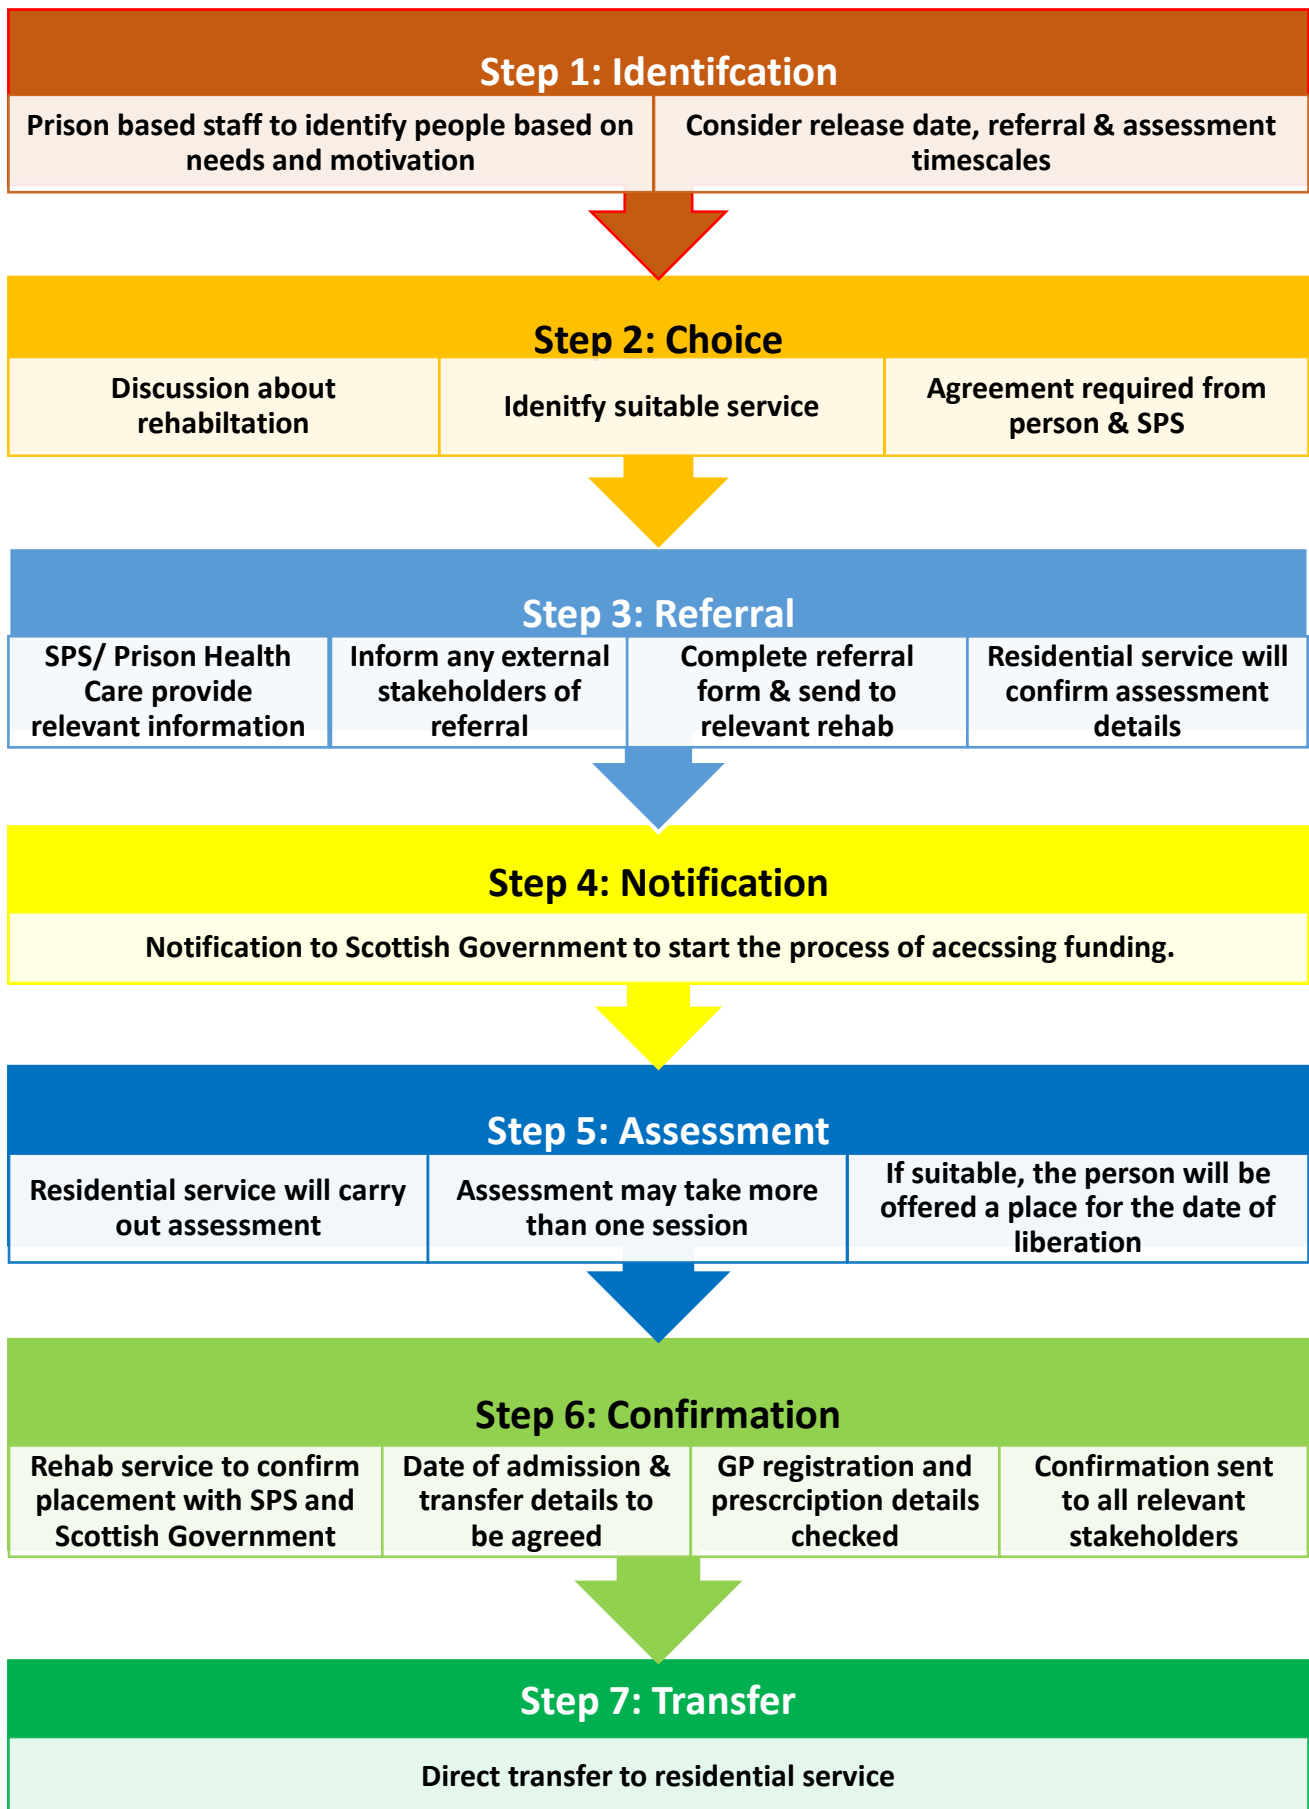 Step 1: Identifcation
Prison based staff to identify people based on
needs and motivation
Consider release date, referral & assessment
timescales
Step 2: Choice
Discussion about
rehabiltation
Idenitfy suitable service
Agreement required from
person & SPS
Step 3: Referral
SPS/ Prison Health
Care provide
relevant information
Inform any external
stakeholders of
referral
Complete referral
form & send to
relevant rehab
Residential service will
confirm assessment
details
Step 4: Notification
Notification to Scottish Government to start the process of acecssing funding.
Step 5: Assessment
Residential service will carry
out assessment
Assessment may take more
than one session
If suitable, the person will be
offered a place for the date of
liberation
Step 6: Confirmation
Rehab service to confirm
placement with SPS and
Scottish Government
Date of admission &
transfer details to
be agreed
GP registration and
prescrciption details
checked
Confirmation sent
to all relevant
stakeholders
Step 7: Transfer
Direct transfer to residential service